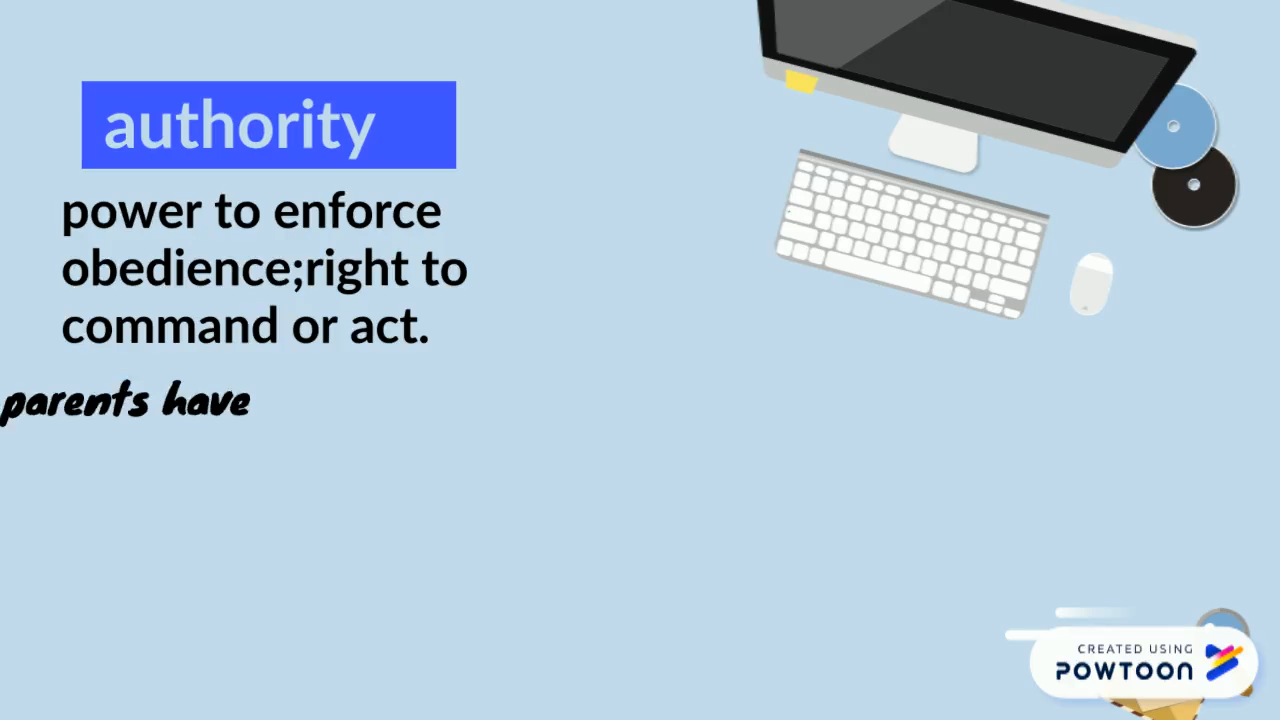 authority
power to enforce
obedience;right to
command or act.
parents have
CREATED USING
POWTOON